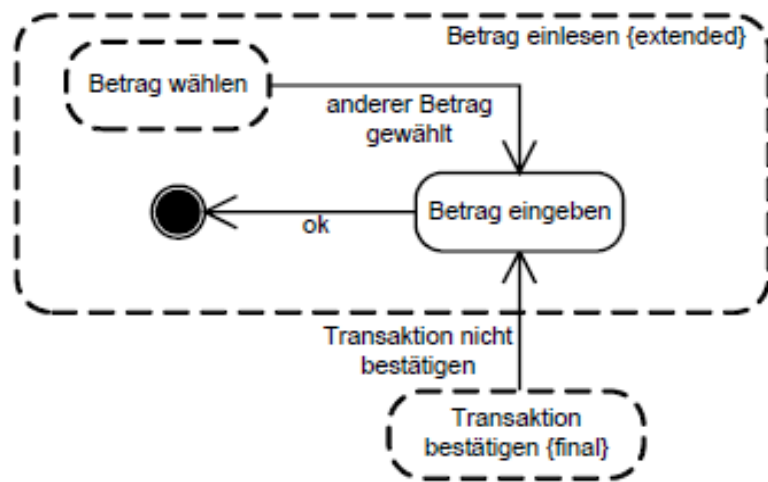 Betrag einlesen {extended}
Betrag wählen
anderer Betrag
gewählt
Betrag eingeben
ok
Transaktion nicht
bestätigen
Transaktion
bestätigen {final}